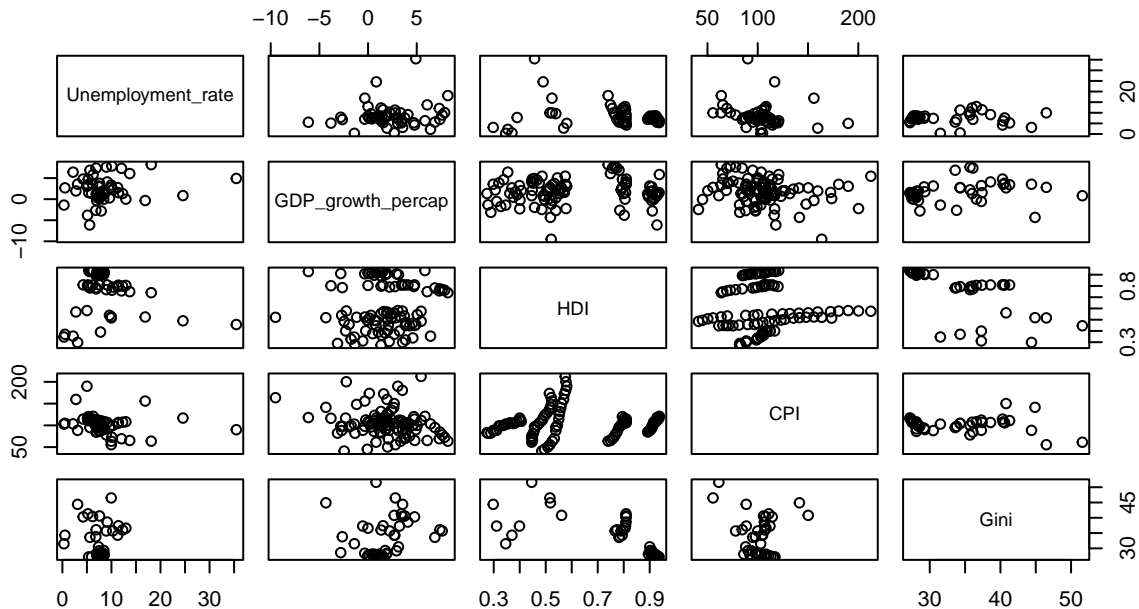 −10 −5 0 5 50 100 200
Unemployment_rate
0 20
−10 0
GDP_growth_percap
HDI
0.3 0.8
50 200
CPI
Gini
30 45
0 10 20 30 0.3 0.5 0.7 0.9 30 40 50